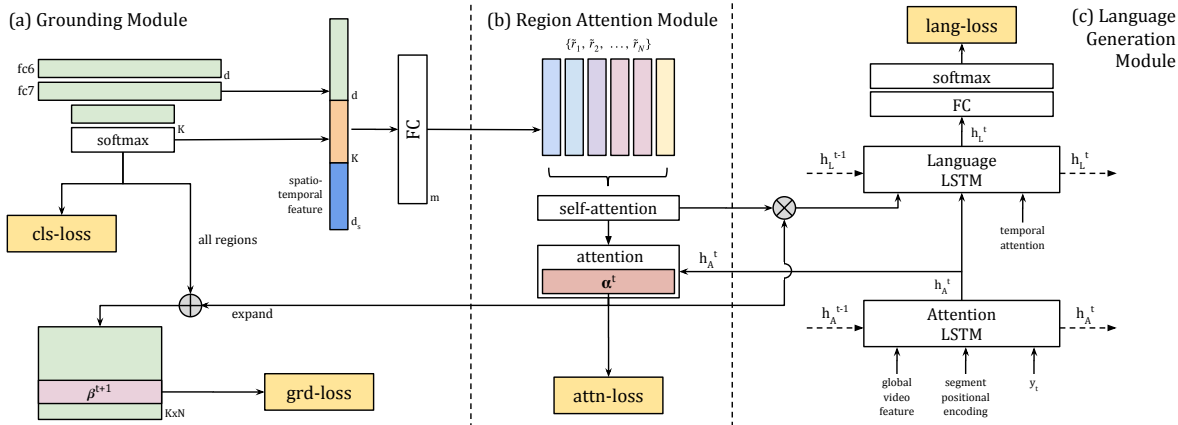 (a) Grounding Module
fc6
d
fc7
d
K
softmax
K
spatio-
temporal
feature
d_s
FC
m
cls-loss
all regions
expand
β^{t+1}
KxN
grd-loss
(b) Region Attention Module
{r̃_1, r̃_2, ..., r̃_N}
self-attention
attention
α^t
attn-loss
(c) Language
Generation
Module
lang-loss
softmax
FC
h_L^t
h_L^{t-1}
Language
LSTM
h_L^t
temporal
attention
h_A^t
h_A^t
h_A^{t-1}
Attention
LSTM
h_A^t
global
video
feature
segment
positional
encoding
y_t